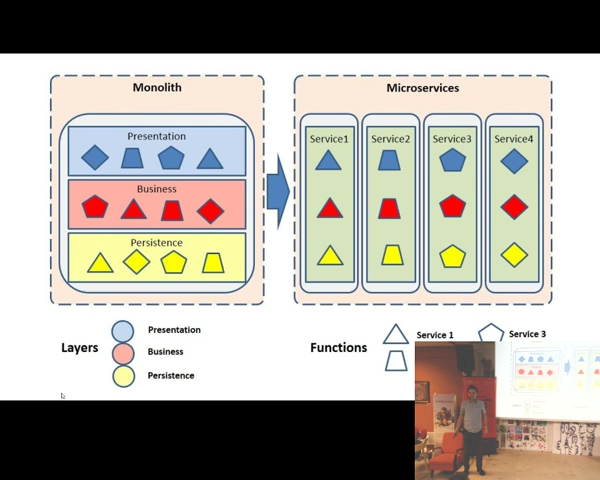 Monolith
Presentation
Business
Persistence
Microservices
Service1 Service2 Service3 Service4
Layers
Presentation
Business
Persistence
Functions
Service 1
Service 3